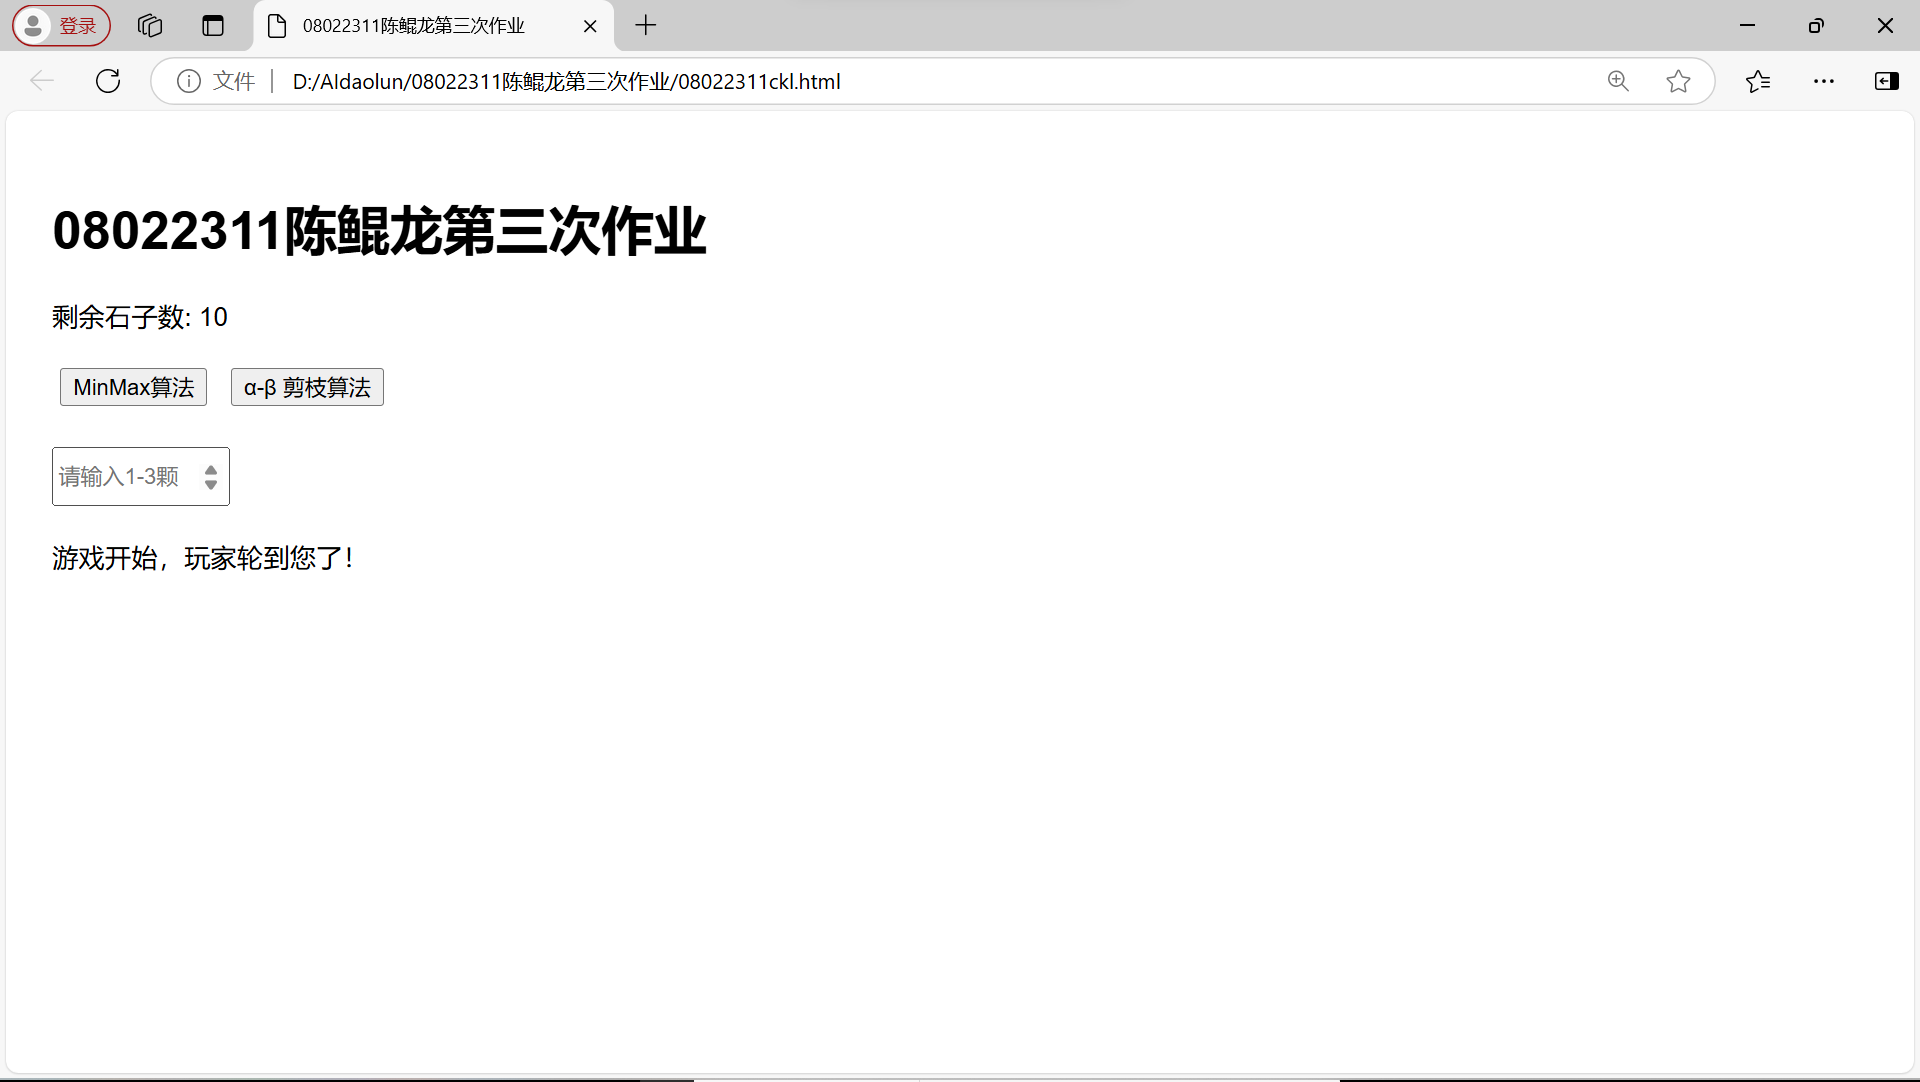 登录
08022311陈鲲龙第三次作业
文件
D:/AIdaolun/08022311陈鲲龙第三次作业/08022311ckl.html
08022311陈鲲龙第三次作业
剩余石子数: 10
MinMax算法 α-β 剪枝算法
请输入1-3颗
游戏开始，玩家轮到您了！